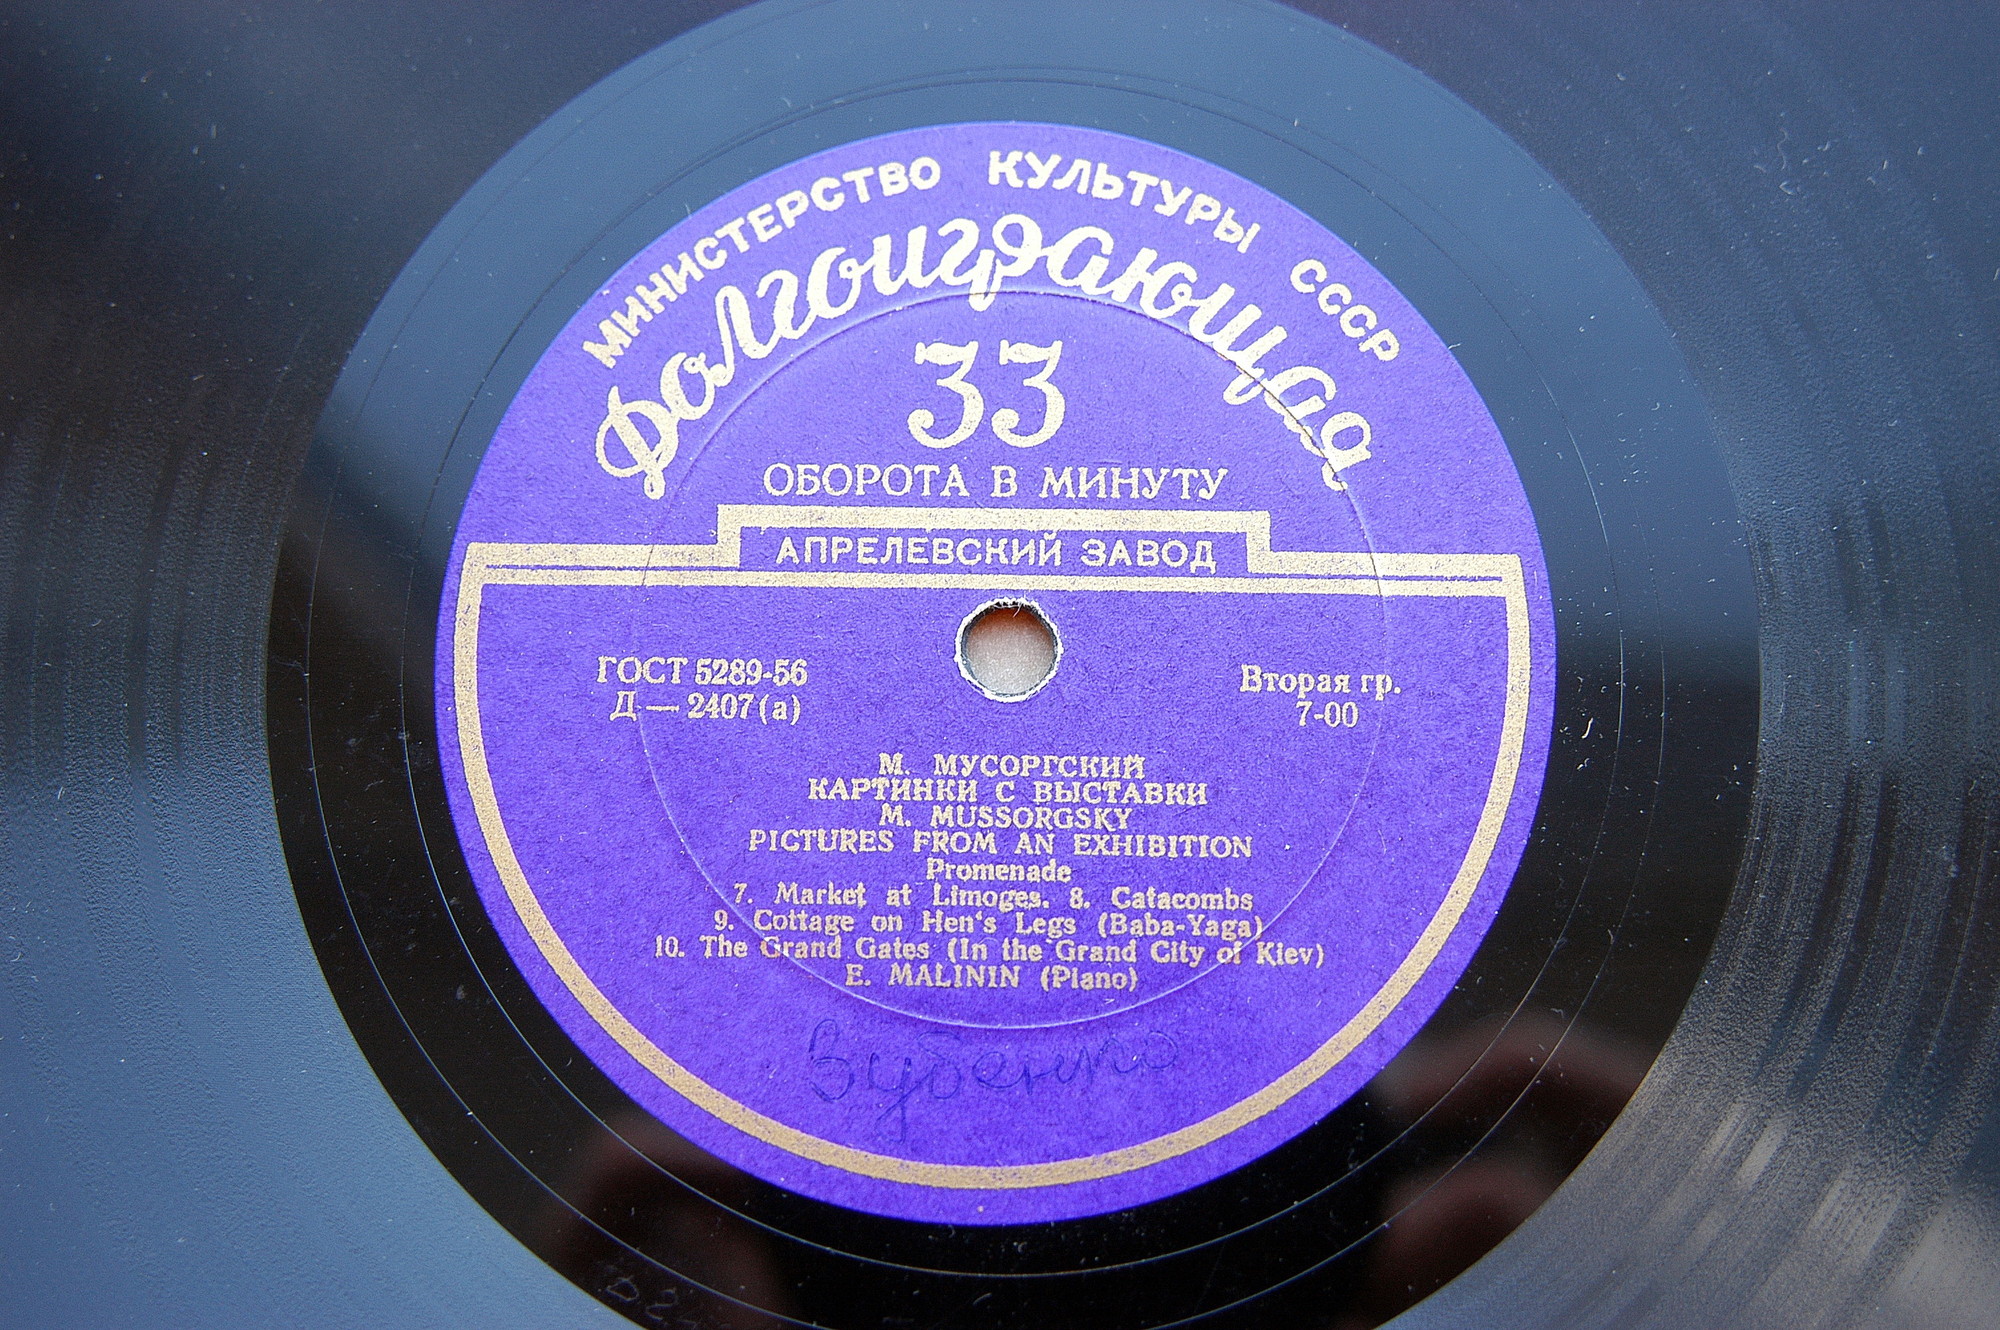 МИНИСТЕРСТВО КУЛЬТУРЫ СССР
Долгоиграющая
33
ОБОРОТА В МИНУТУ
АПРЕЛЕВСКИЙ ЗАВОД
ГОСТ 5289-56
Д — 2407(а)
Вторая гр.
7-00
М. МУСОРГСКИЙ
КАРТИНКИ С ВЫСТАВКИ
M. MUSSORGSKY
PICTURES FROM AN EXHIBITION
Promenade
7. Market at Limoges. 8. Catacombs
9. Cottage on Hen‘s Legs (Baba-Yaga)
10. The Grand Gates (In the Grand City of Kiev)
E. MALININ (Piano)